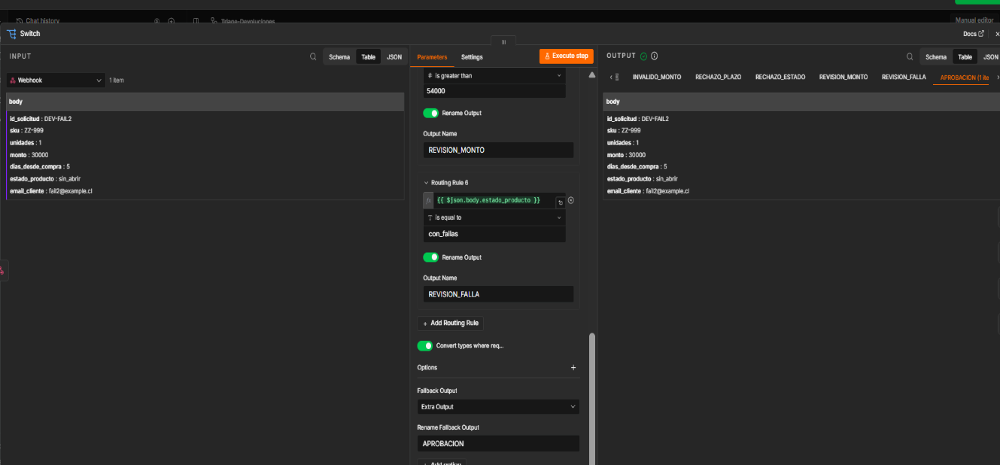 Chat history
Triage-Devoluciones
Manual editor
Switch
Docs
INPUT
Schema
Table
JSON
Webhook
1 item
body
id_solicitud : DEV-FAIL2
sku : ZZ-999
unidades : 1
monto : 30000
dias_desde_compra : 5
estado_producto : sin_abrir
email_cliente : fail2@example.cl
Parameters
Settings
Execute step
# is greater than
54000
Rename Output
Output Name
REVISION_MONTO
Routing Rule 6
fx {{ $json.body.estado_producto }}
T is equal to
con_fallas
Rename Output
Output Name
REVISION_FALLA
+ Add Routing Rule
Convert types where req...
Options
+
Fallback Output
Extra Output
Rename Fallback Output
APROBACION
+ Add option
OUTPUT
Schema
Table
JSON
INVALIDO_MONTO
RECHAZO_PLAZO
RECHAZO_ESTADO
REVISION_MONTO
REVISION_FALLA
APROBACION (1 ite
body
id_solicitud : DEV-FAIL2
sku : ZZ-999
unidades : 1
monto : 30000
dias_desde_compra : 5
estado_producto : sin_abrir
email_cliente : fail2@example.cl